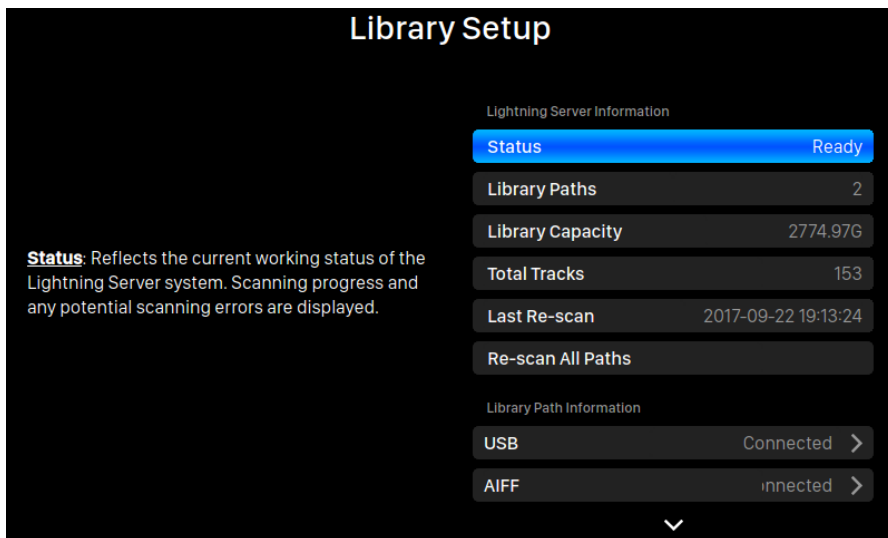 Library Setup
Status: Reflects the current working status of the
Lightning Server system. Scanning progress and
any potential scanning errors are displayed.
Lightning Server Information
Status Ready
Library Paths 2
Library Capacity 2774.97G
Total Tracks 153
Last Re-scan 2017-09-22 19:13:24
Re-scan All Paths
Library Path Information
USB Connected
AIFF